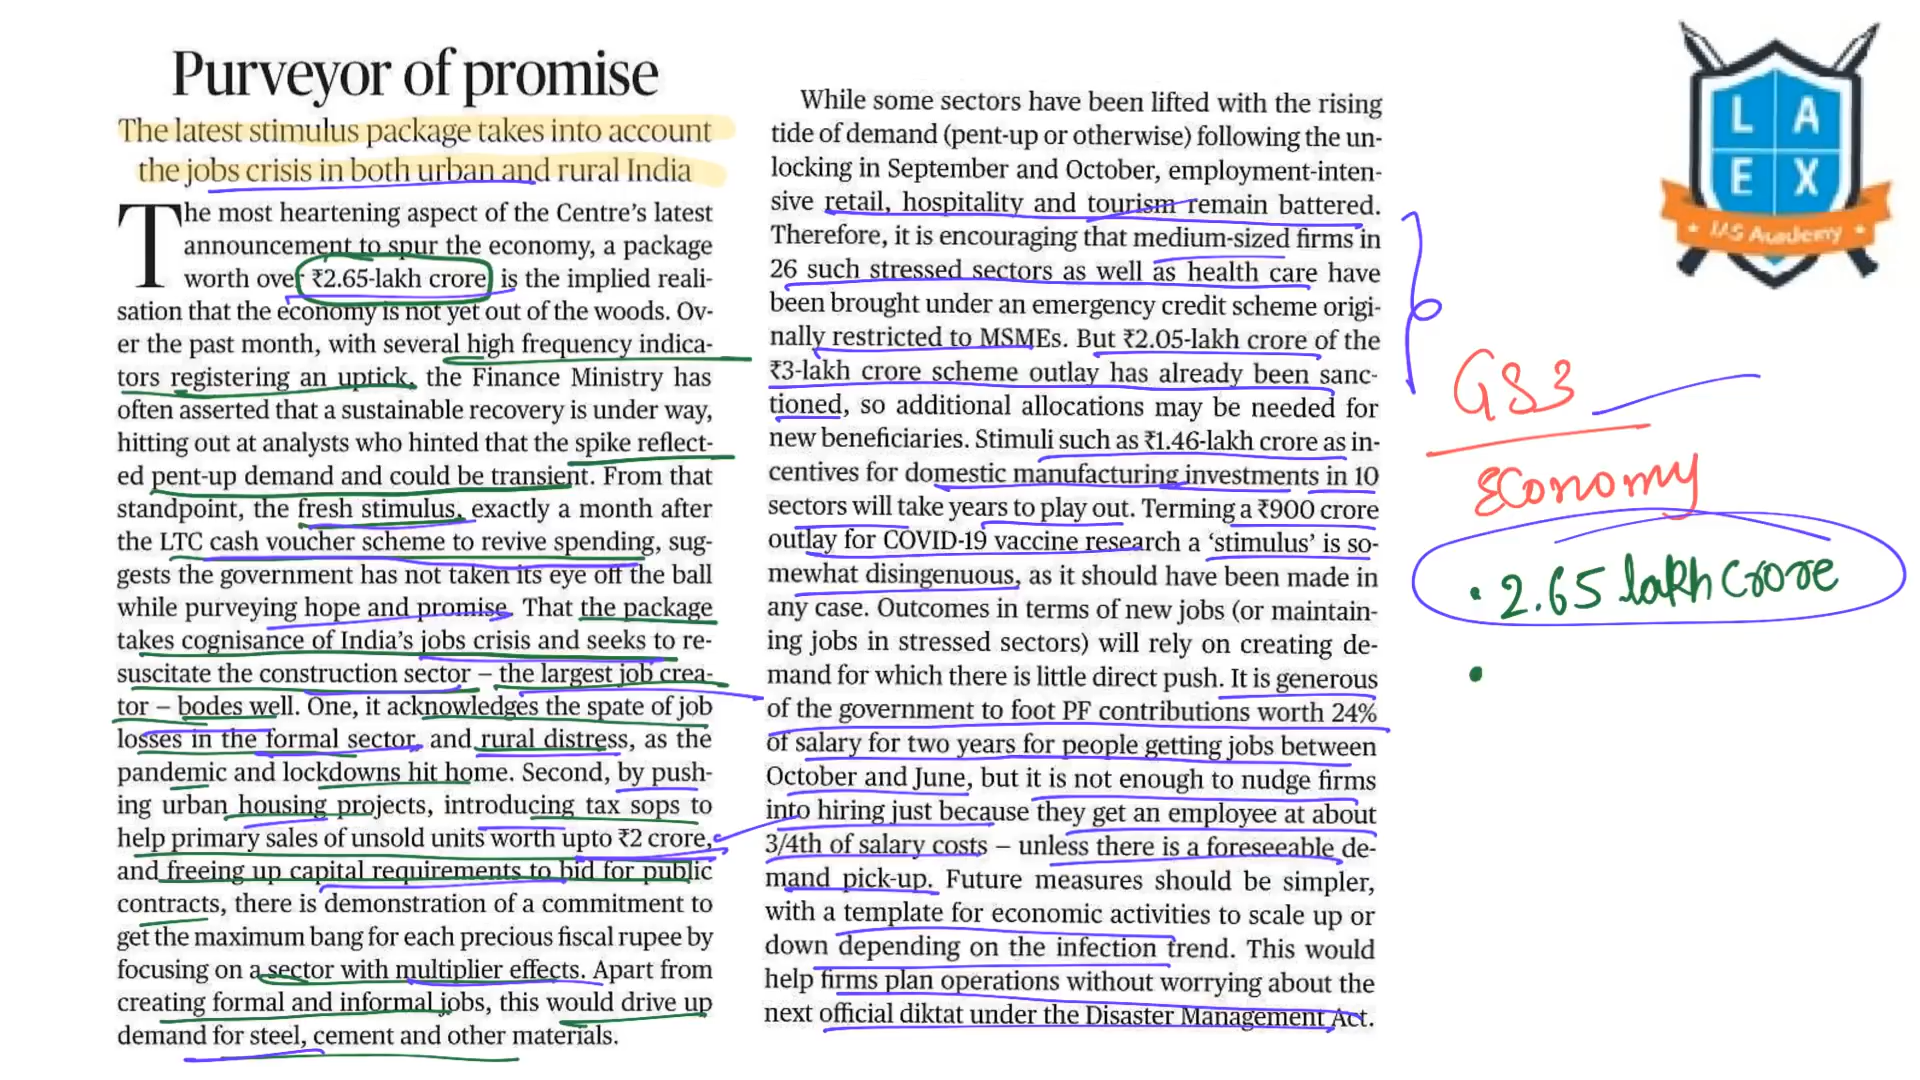 Purveyor of promise
The latest stimulus package takes into account
the jobs crisis in both urban and rural India
The most heartening aspect of the Centre's latest
announcement to spur the economy, a package
worth over ₹2.65-lakh crore, is the implied reali-
sation that the economy is not yet out of the woods. Ov-
er the past month, with several high frequency indica-
tors registering an uptick, the Finance Ministry has
often asserted that a sustainable recovery is under way,
hitting out at analysts who hinted that the spike reflect-
ed pent-up demand and could be transient. From that
standpoint, the fresh stimulus, exactly a month after
the LTC cash voucher scheme to revive spending, sug-
gests the government has not taken its eye off the ball
while purveying hope and promise. That the package
takes cognisance of India's jobs crisis and seeks to re-
suscitate the construction sector – the largest job crea-
tor – bodes well. One, it acknowledges the spate of job
losses in the formal sector, and rural distress, as the
pandemic and lockdowns hit home. Second, by push-
ing urban housing projects, introducing tax sops to
help primary sales of unsold units worth upto ₹2 crore,
and freeing up capital requirements to bid for public
contracts, there is demonstration of a commitment to
get the maximum bang for each precious fiscal rupee by
focusing on a sector with multiplier effects. Apart from
creating formal and informal jobs, this would drive up
demand for steel, cement and other materials.
While some sectors have been lifted with the rising
tide of demand (pent-up or otherwise) following the un-
locking in September and October, employment-inten-
sive retail, hospitality and tourism remain battered.
Therefore, it is encouraging that medium-sized firms in
26 such stressed sectors as well as health care have
been brought under an emergency credit scheme origi-
nally restricted to MSMEs. But ₹2.05-lakh crore of the
₹3-lakh crore scheme outlay has already been sanc-
tioned, so additional allocations may be needed for
new beneficiaries. Stimuli such as ₹1.46-lakh crore as in-
centives for domestic manufacturing investments in 10
sectors will take years to play out. Terming a ₹900 crore
outlay for COVID-19 vaccine research a 'stimulus' is so-
mewhat disingenuous, as it should have been made in
any case. Outcomes in terms of new jobs (or maintain-
ing jobs in stressed sectors) will rely on creating de-
mand for which there is little direct push. It is generous
of the government to foot PF contributions worth 24%
of salary for two years for people getting jobs between
October and June, but it is not enough to nudge firms
into hiring just because they get an employee at about
3/4th of salary costs – unless there is a foreseeable de-
mand pick-up. Future measures should be simpler,
with a template for economic activities to scale up or
down depending on the infection trend. This would
help firms plan operations without worrying about the
next official diktat under the Disaster Management Act.
L A
E X
IAS Academy
GS3
Economy
• 2.65 lakh crore
•